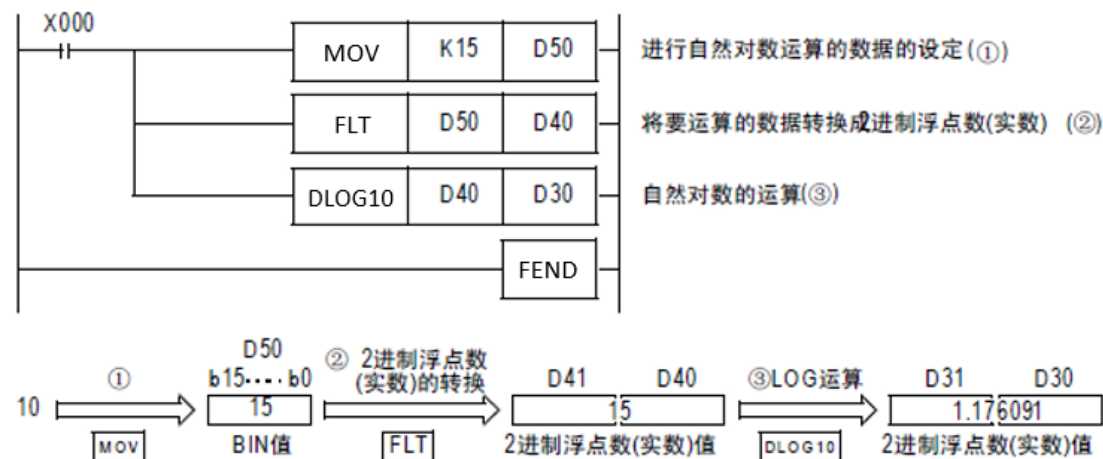 X000
MOV K15 D50 进行自然对数运算的数据的设定(①)
FLT D50 D40 将要运算的数据转换成2进制浮点数(实数) (②)
DLOG10 D40 D30 自然对数的运算(③)
FEND
D50
b15···· b0
② 2进制浮点数
(实数)的转换
① D41 D40 ③LOG运算 D31 D30
10 15 15 1.176091
MOV BIN值 FLT 2进制浮点数(实数)值 DLOG10 2进制浮点数(实数)值